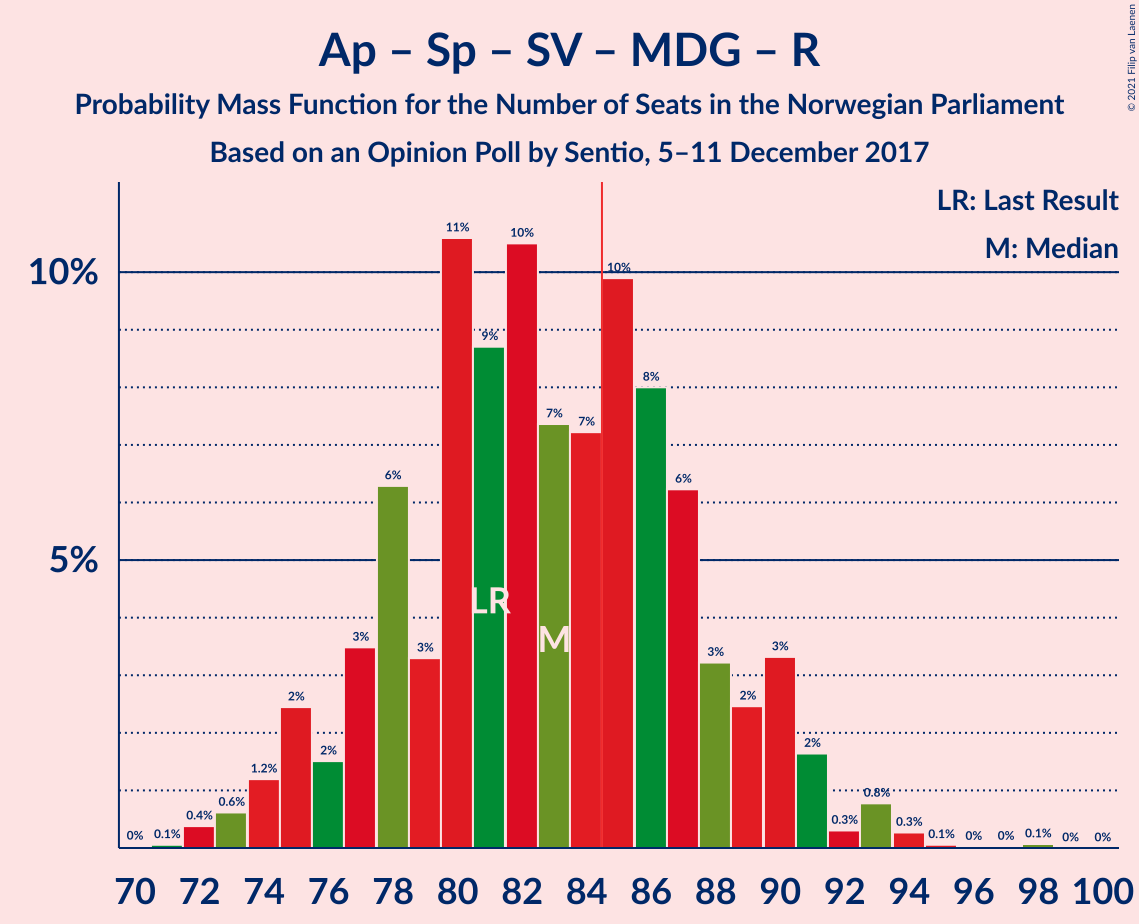 Ap – Sp – SV – MDG – R
Probability Mass Function for the Number of Seats in the Norwegian Parliament
Based on an Opinion Poll by Sentio, 5–11 December 2017
© 2021 Filip van Laenen
LR: Last Result
M: Median
10%
5%
0% 0.1% 0.4% 0.6% 1.2% 2% 2% 3% 6% 3% 11% 9% 10% 7% 7% 10% 8% 6% 3% 2% 3% 2% 0.3% 0.8% 0.3% 0.1% 0% 0% 0.1% 0% 0%
LR
M
70 72 74 76 78 80 82 84 86 88 90 92 94 96 98 100